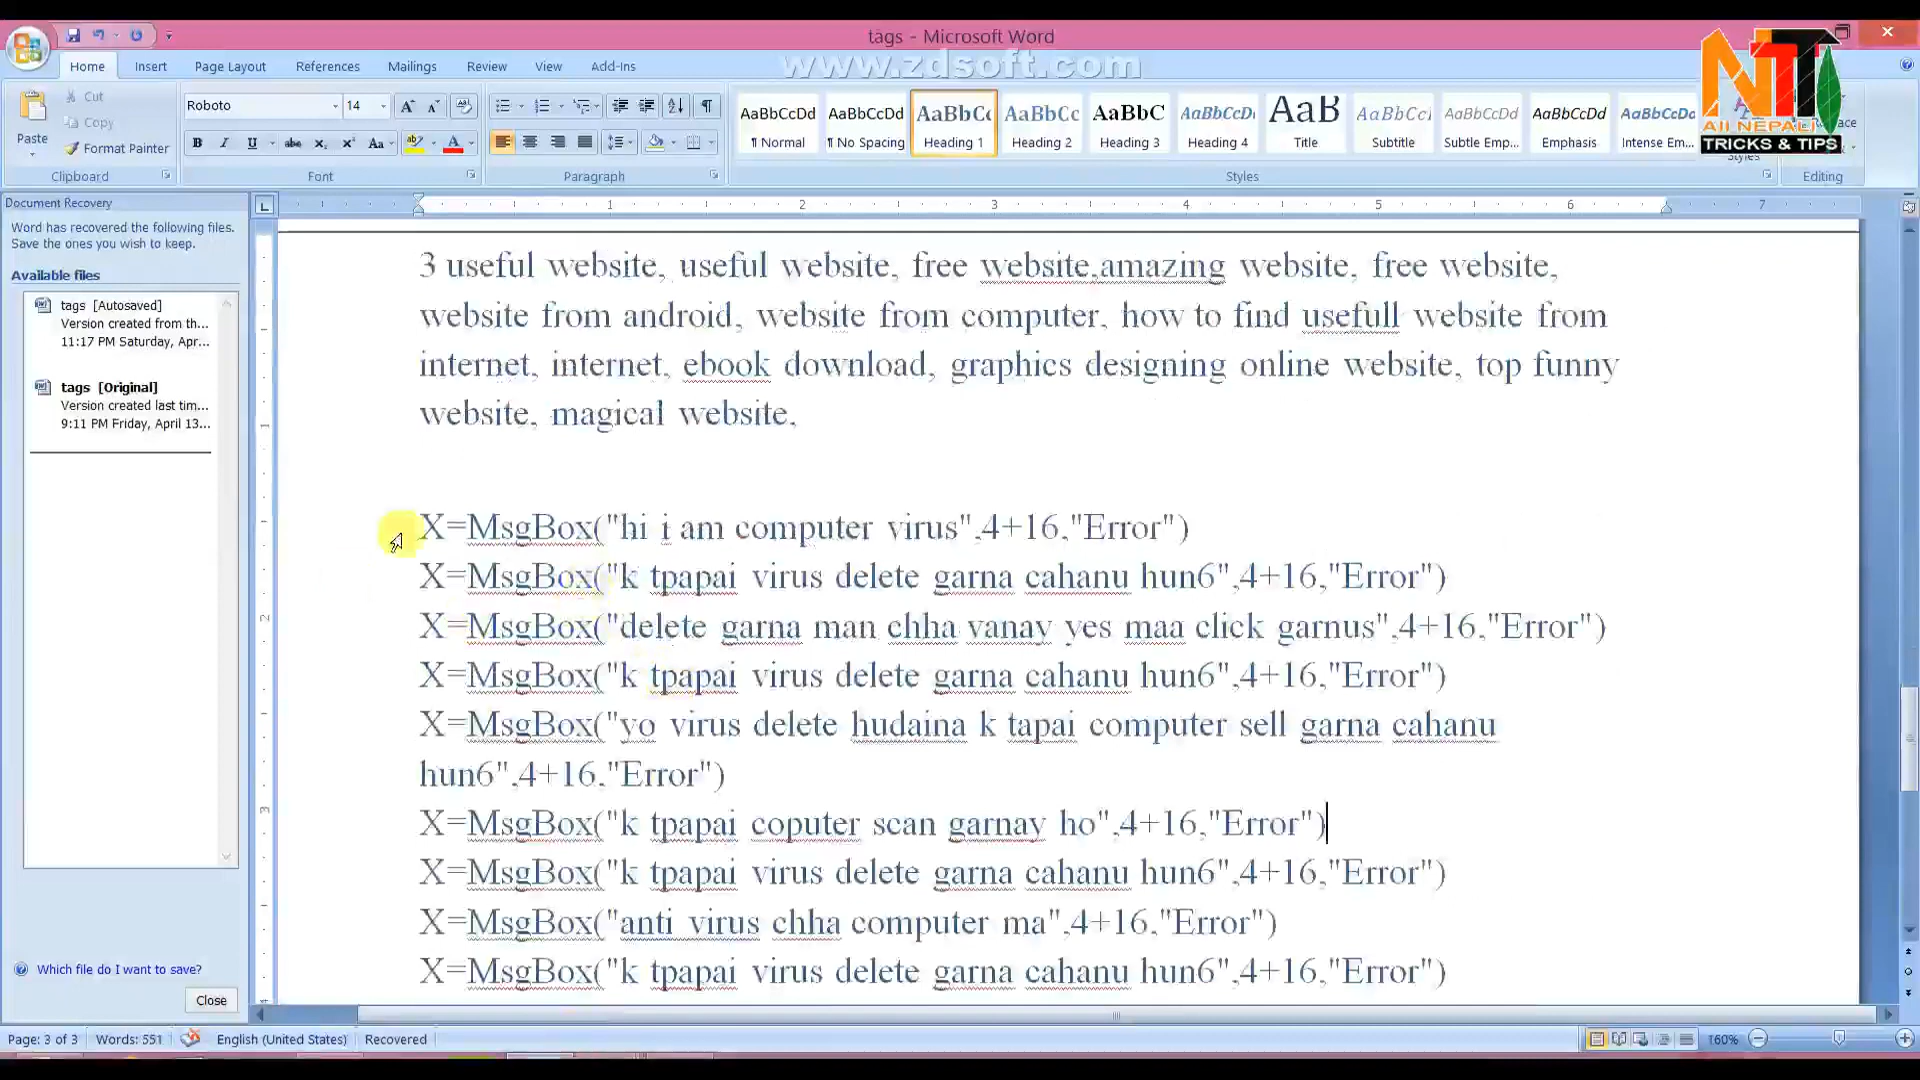 tags - Microsoft Word
www.zdsoft.com
NTT
All NEPALI
TRICKS & TIPS
Home Insert Page Layout References Mailings Review View Add-Ins
Paste
Cut
Copy
Format Painter
Clipboard
Roboto 14
Font
Paragraph
AaBbCcDd AaBbCcDd AaBbCc AaBbCc AaBbC AaBbCcDc AaB AaBbCcDd AaBbCcDd AaBbCcDd AaBbCcDd
¶ Normal ¶ No Spacing Heading 1 Heading 2 Heading 3 Heading 4 Title Subtitle Subtle Emp... Emphasis Intense Em...
Styles
Editing
Document Recovery
Word has recovered the following files.
Save the ones you wish to keep.
Available files
tags [Autosaved]
Version created from th...
11:17 PM Saturday, Apr...
tags [Original]
Version created last tim...
9:11 PM Friday, April 13...
Which file do I want to save?
Close
1 2 3 4 5 6 7
3 useful website, useful website, free website,amazing website, free website,
website from android, website from computer, how to find usefull website from
internet, internet, ebook download, graphics designing online website, top funny
website, magical website,
X=MsgBox("hi i am computer virus",4+16,"Error")
X=MsgBox("k tpapai virus delete garna cahanu hun6",4+16,"Error")
X=MsgBox("delete garna man chha vanay yes maa click garnus",4+16,"Error")
X=MsgBox("k tpapai virus delete garna cahanu hun6",4+16,"Error")
X=MsgBox("yo virus delete hudaina k tapai computer sell garna cahanu
hun6",4+16,"Error")
X=MsgBox("k tpapai coputer scan garnay ho",4+16,"Error")
X=MsgBox("k tpapai virus delete garna cahanu hun6",4+16,"Error")
X=MsgBox("anti virus chha computer ma",4+16,"Error")
X=MsgBox("k tpapai virus delete garna cahanu hun6",4+16,"Error")
Page: 3 of 3 Words: 551 English (United States) Recovered 160%